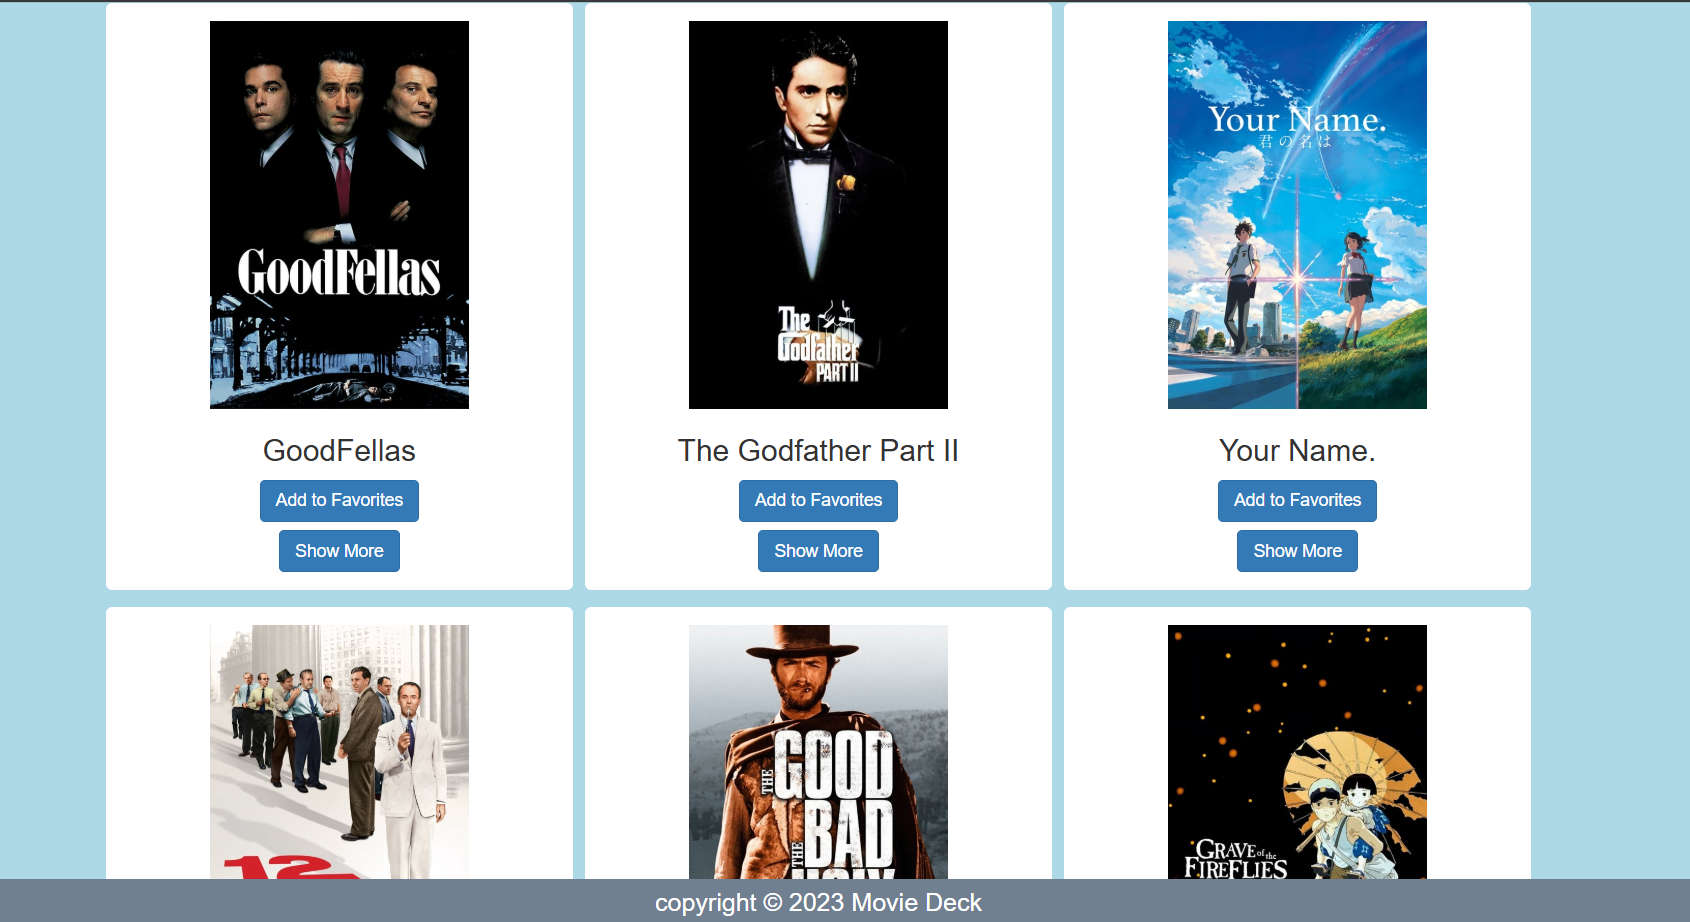 GOODFELLAS
The
Godfather
PART II
Your Name.
君の名は
GoodFellas
The Godfather Part II
Your Name.
Add to Favorites
Add to Favorites
Add to Favorites
Show More
Show More
Show More
12
THE GOOD
THE BAD
UGLY
GRAVE of the
FIREFLIES
copyright © 2023 Movie Deck